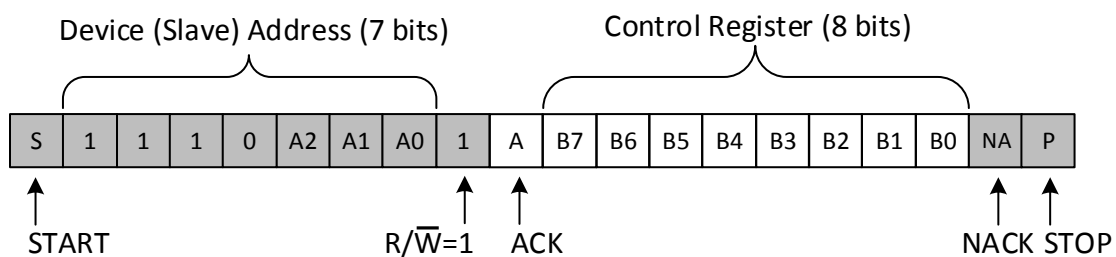 Device (Slave) Address (7 bits) Control Register (8 bits)
S 1 1 1 0 A2 A1 A0 1 A B7 B6 B5 B4 B3 B2 B1 B0 NA P
START R/W̅=1 ACK NACK STOP